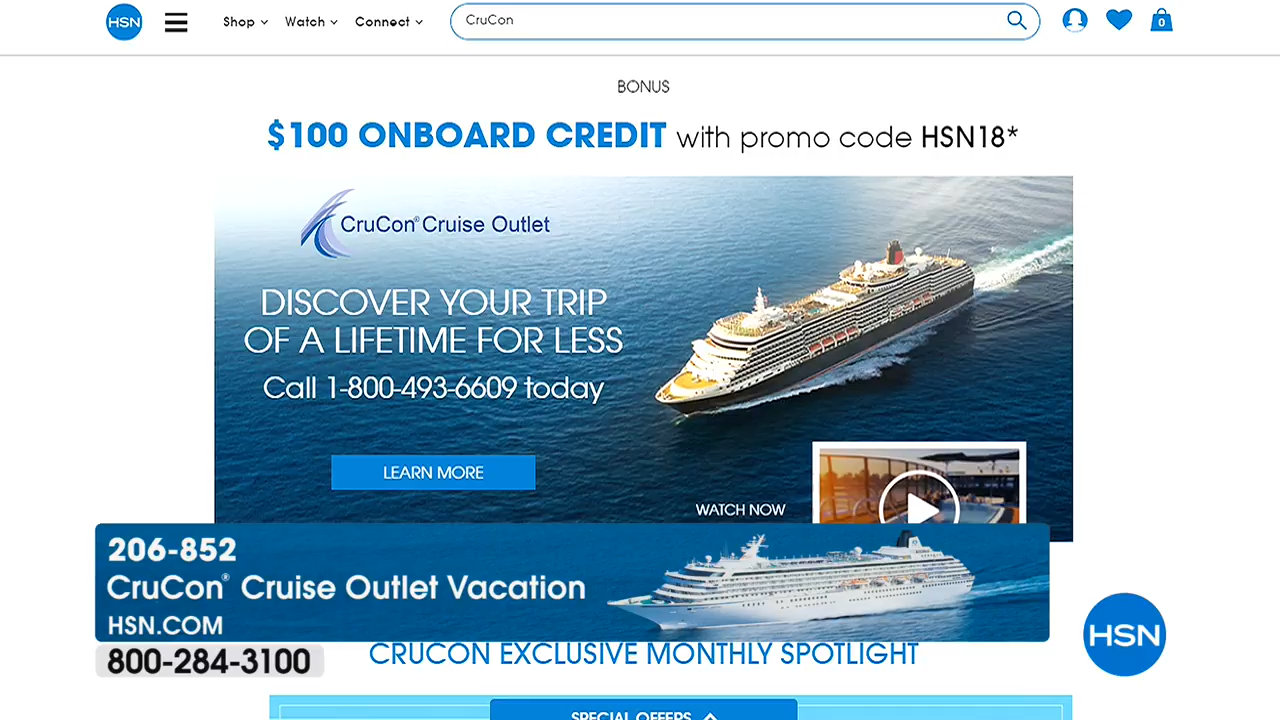 HSN
Shop Watch Connect
CruCon
0
BONUS
$100 ONBOARD CREDIT with promo code HSN18*
CruCon® Cruise Outlet
DISCOVER YOUR TRIP
OF A LIFETIME FOR LESS
Call 1-800-493-6609 today
LEARN MORE
WATCH NOW
206-852
CruCon® Cruise Outlet Vacation
HSN.COM
800-284-3100
HSN
CRUCON EXCLUSIVE MONTHLY SPOTLIGHT
SPECIAL OFFERS